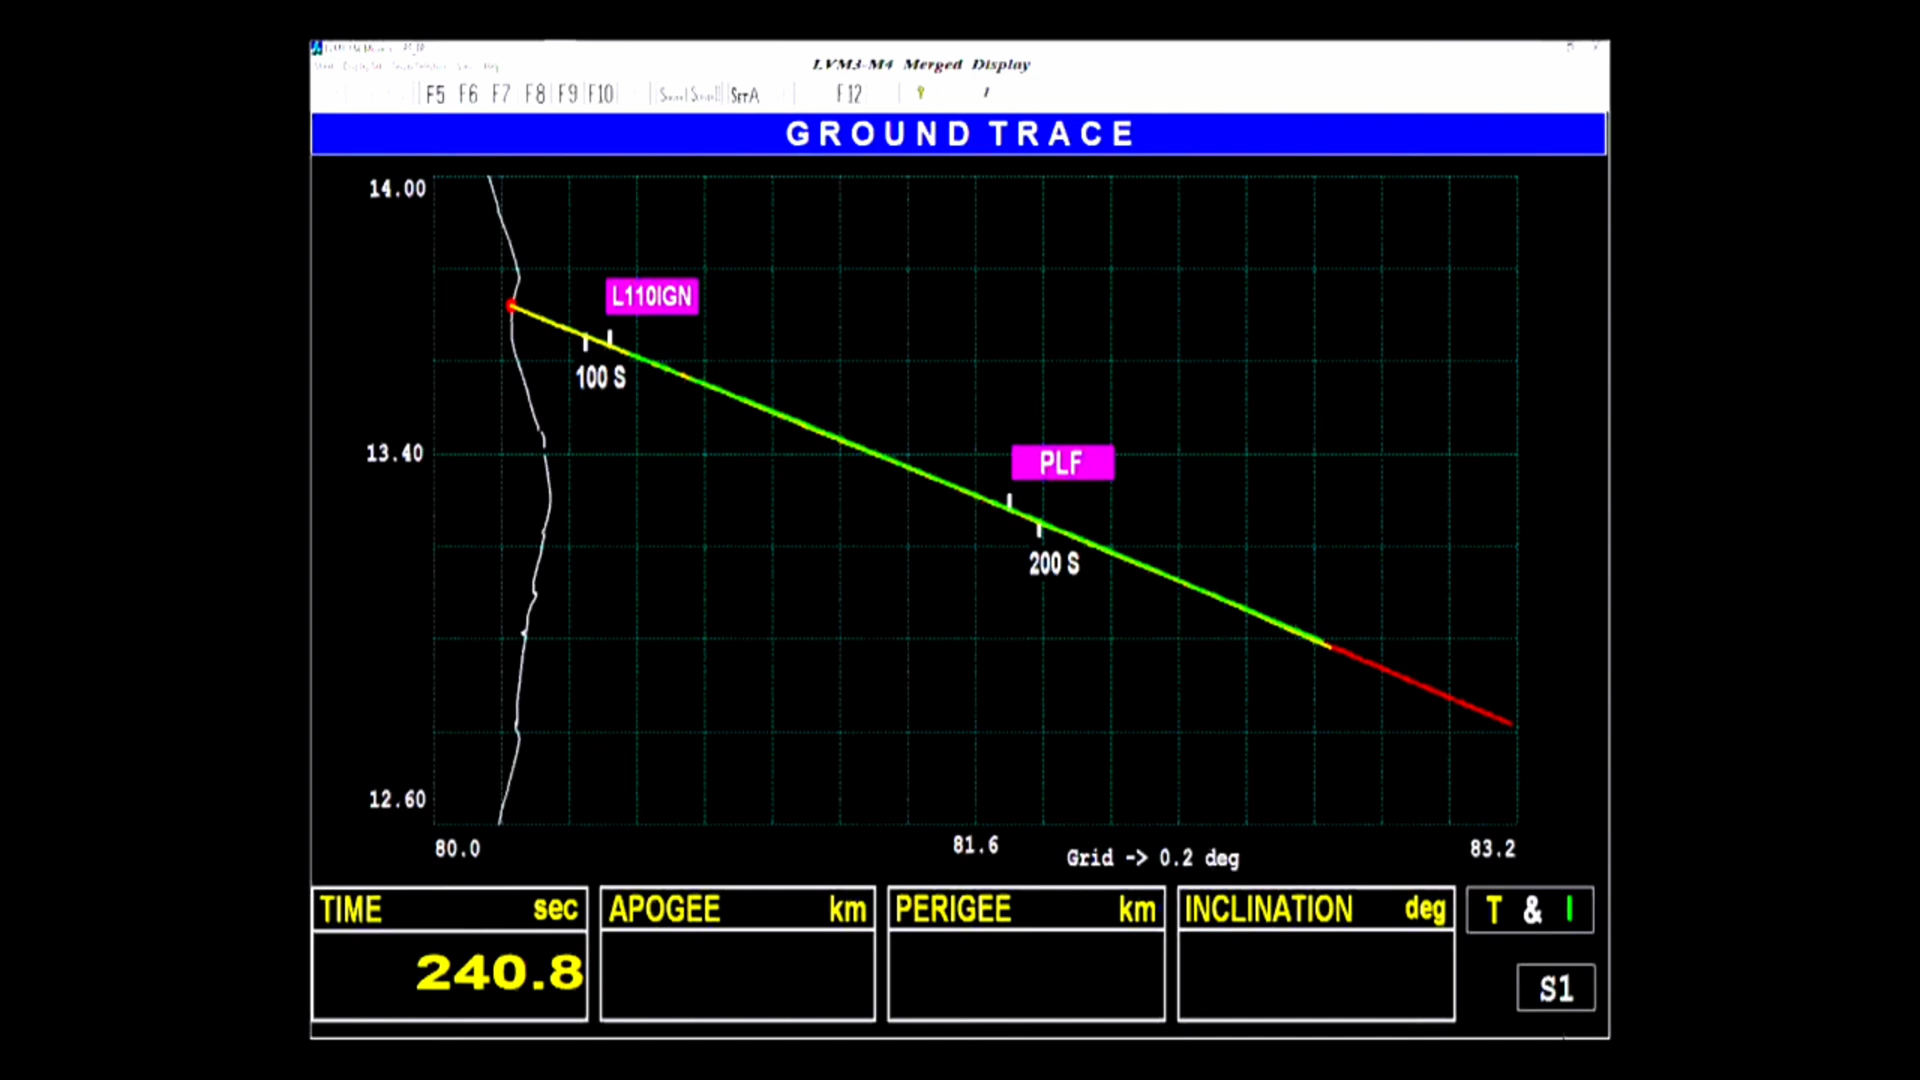 LVM3-M4 Merged Display
F5 F6 F7 F8 F9 F10 SetA F12
GROUND TRACE
14.00
L110IGN
100 S
13.40
PLF
200 S
12.60
80.0 81.6 83.2
Grid -> 0.2 deg
TIME sec APOGEE km PERIGEE km INCLINATION deg T & I
240.8
S1